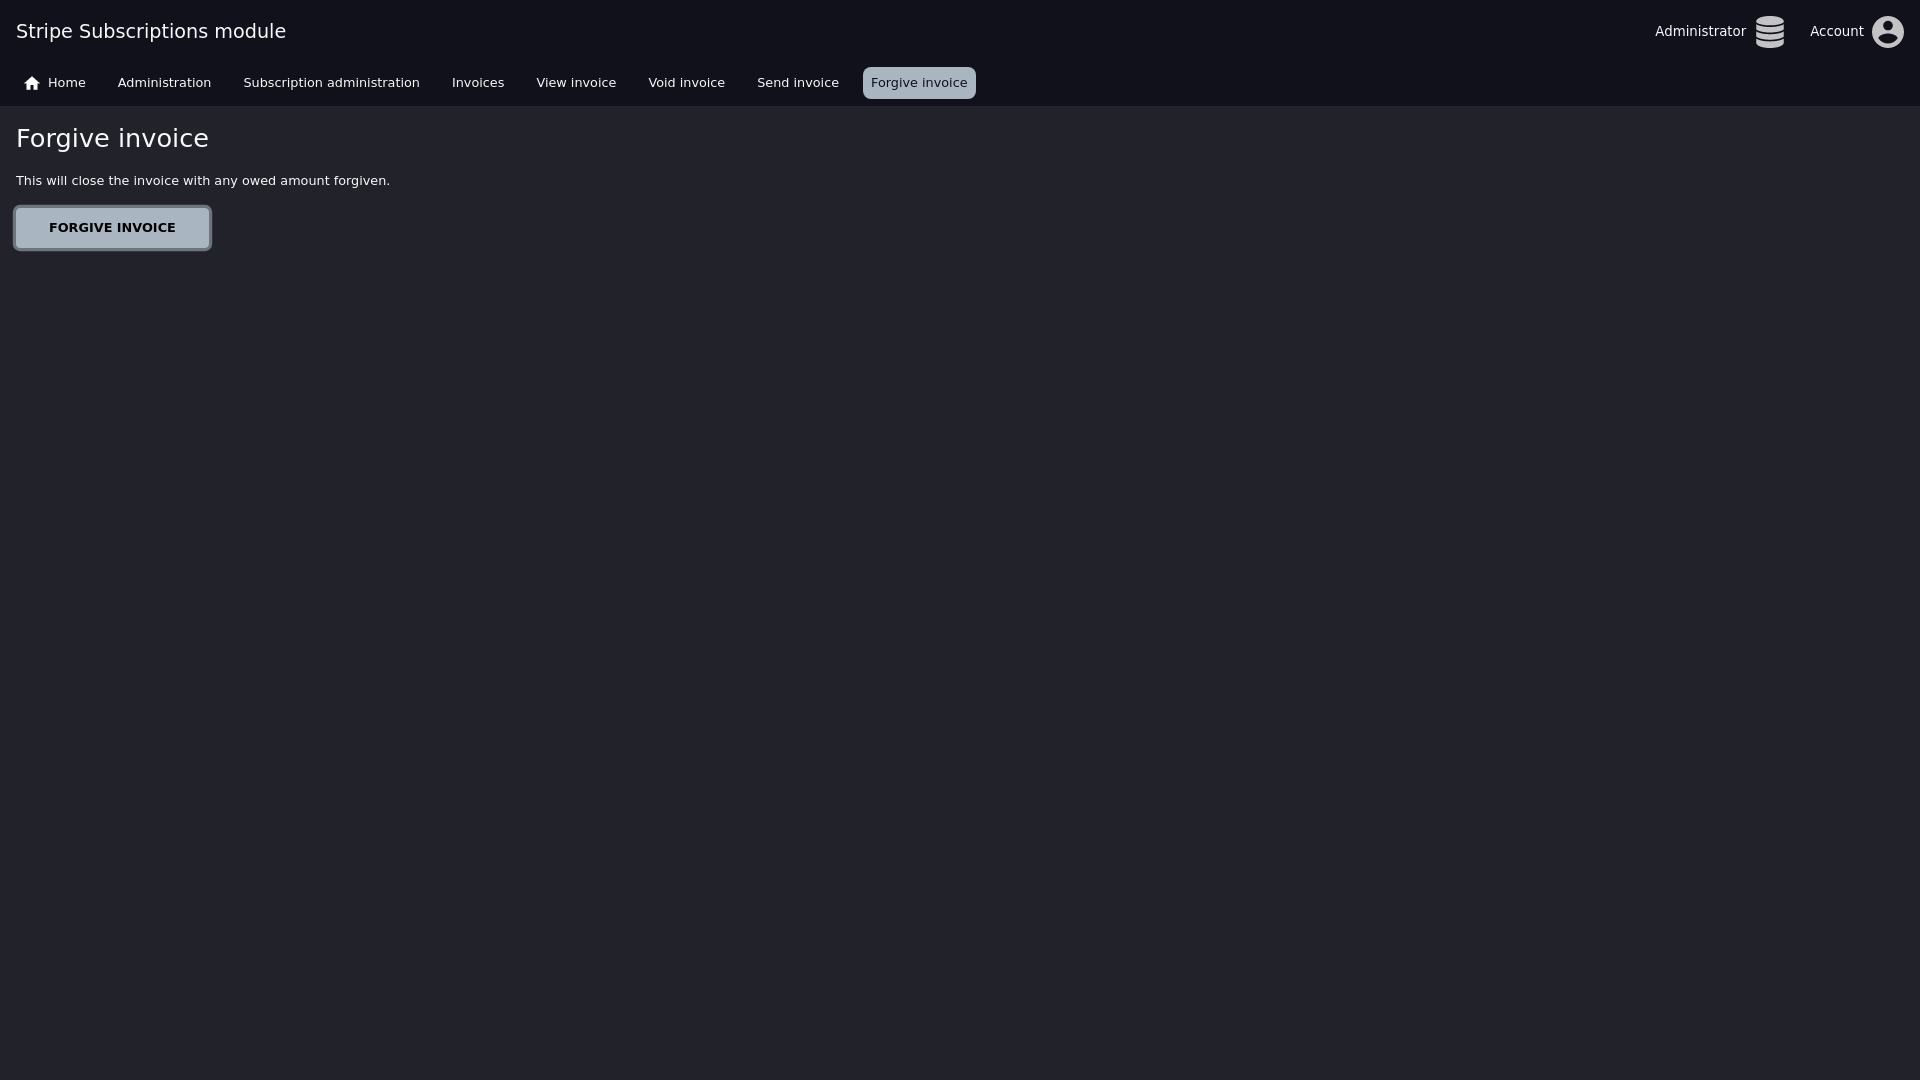 Stripe Subscriptions module
Administrator
Account
Home
Administration
Subscription administration
Invoices
View invoice
Void invoice
Send invoice
Forgive invoice
Forgive invoice
This will close the invoice with any owed amount forgiven.
FORGIVE INVOICE